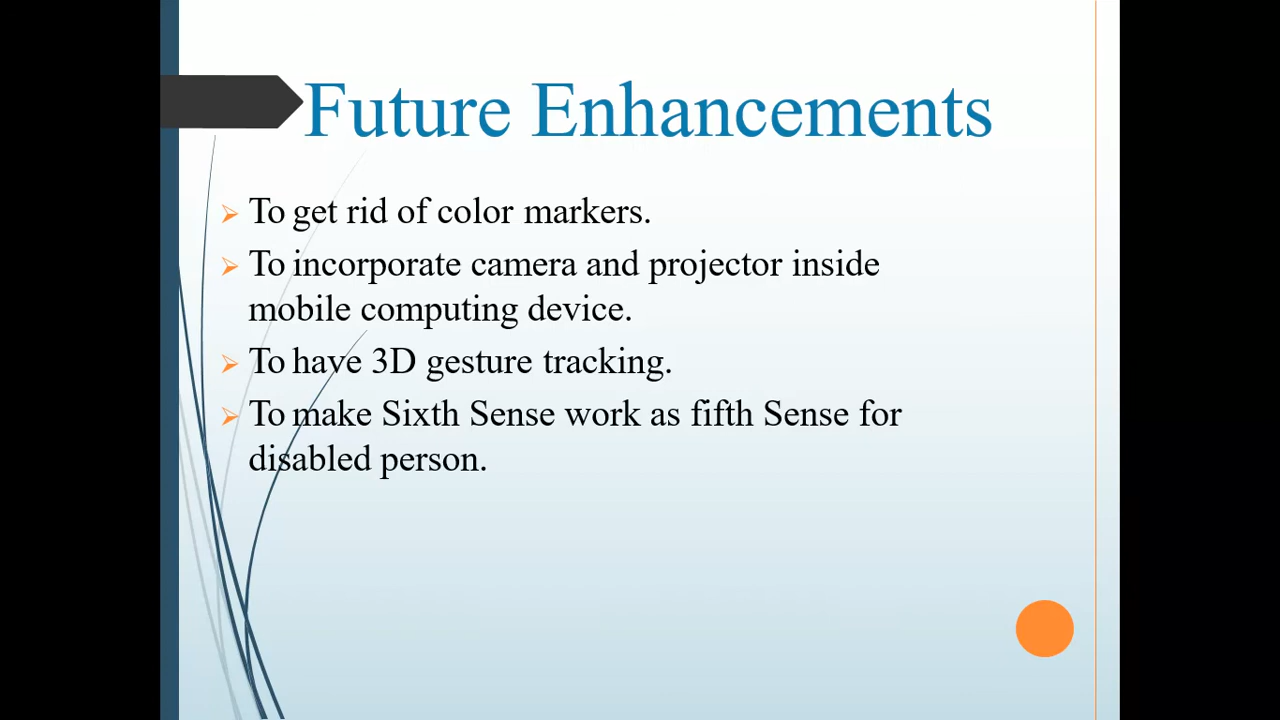 Future Enhancements
To get rid of color markers.
To incorporate camera and projector inside
mobile computing device.
To have 3D gesture tracking.
To make Sixth Sense work as fifth Sense for
disabled person.